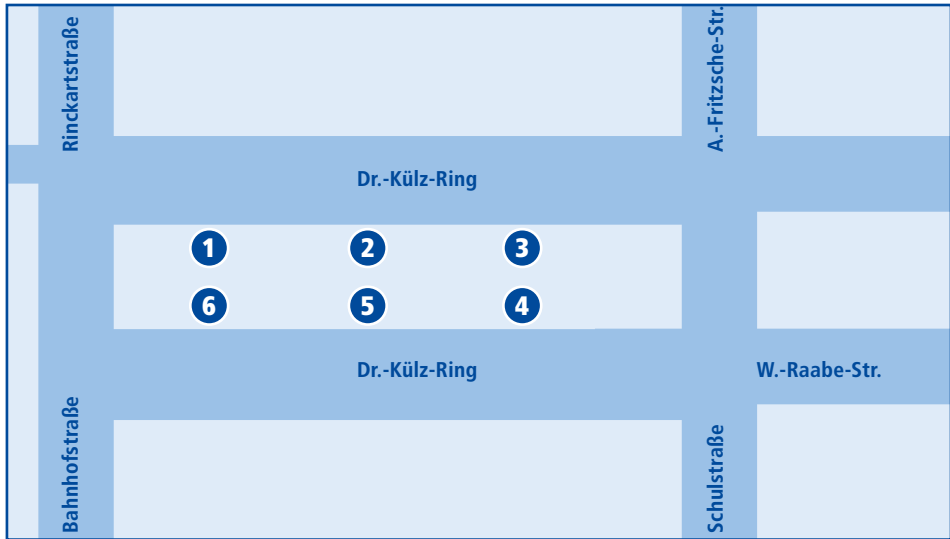 Rinckartstraße
A.-Fritzsche-Str.
Dr.-Külz-Ring
1
2
3
6
5
4
Dr.-Külz-Ring
W.-Raabe-Str.
Bahnhofstraße
Schulstraße